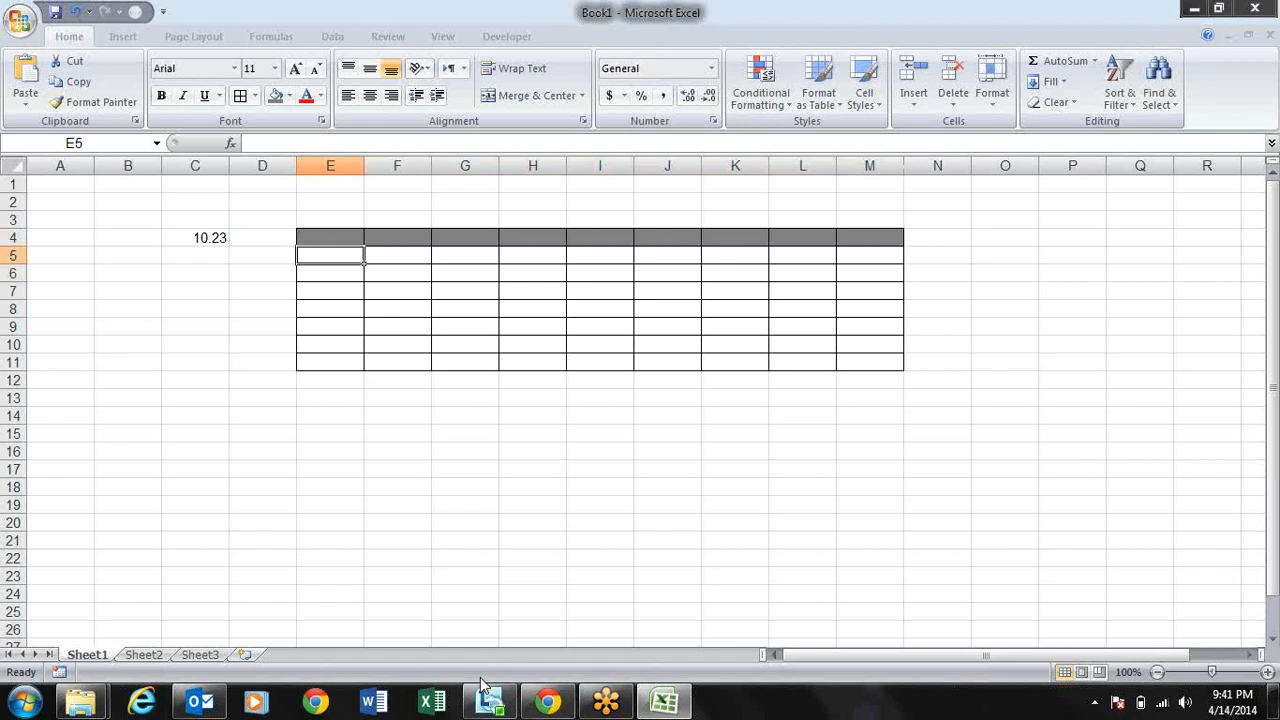 Book1 - Microsoft Excel
Home Insert Page Layout Formulas Data Review View Developer
Paste
Cut
Copy
Format Painter
Clipboard
Arial 11
B I U A
Font
Wrap Text
Merge & Center
Alignment
General
$ % ,
Number
Conditional Formatting
Format as Table
Cell Styles
Styles
Insert Delete Format
Cells
AutoSum
Fill
Clear
Sort & Filter
Find & Select
Editing
E5 fx
A B C D E F G H I J K L M N O P Q R
1
2
3
4 10.23
5
6
7
8
9
10
11
12
13
14
15
16
17
18
19
20
21
22
23
24
25
26
27
Sheet1 Sheet2 Sheet3
Ready 100%
9:41 PM
4/14/2014